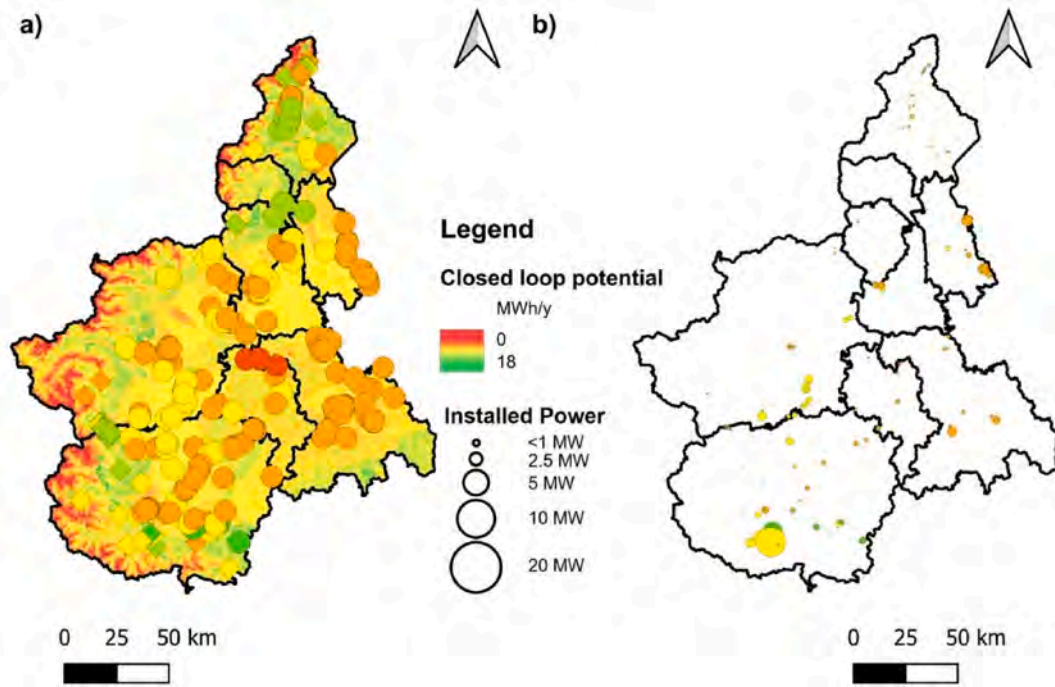 a)
b)
Legend
Closed loop potential
MWh/y
0
18
Installed Power
<1 MW
2.5 MW
5 MW
10 MW
20 MW
0 25 50 km
0 25 50 km